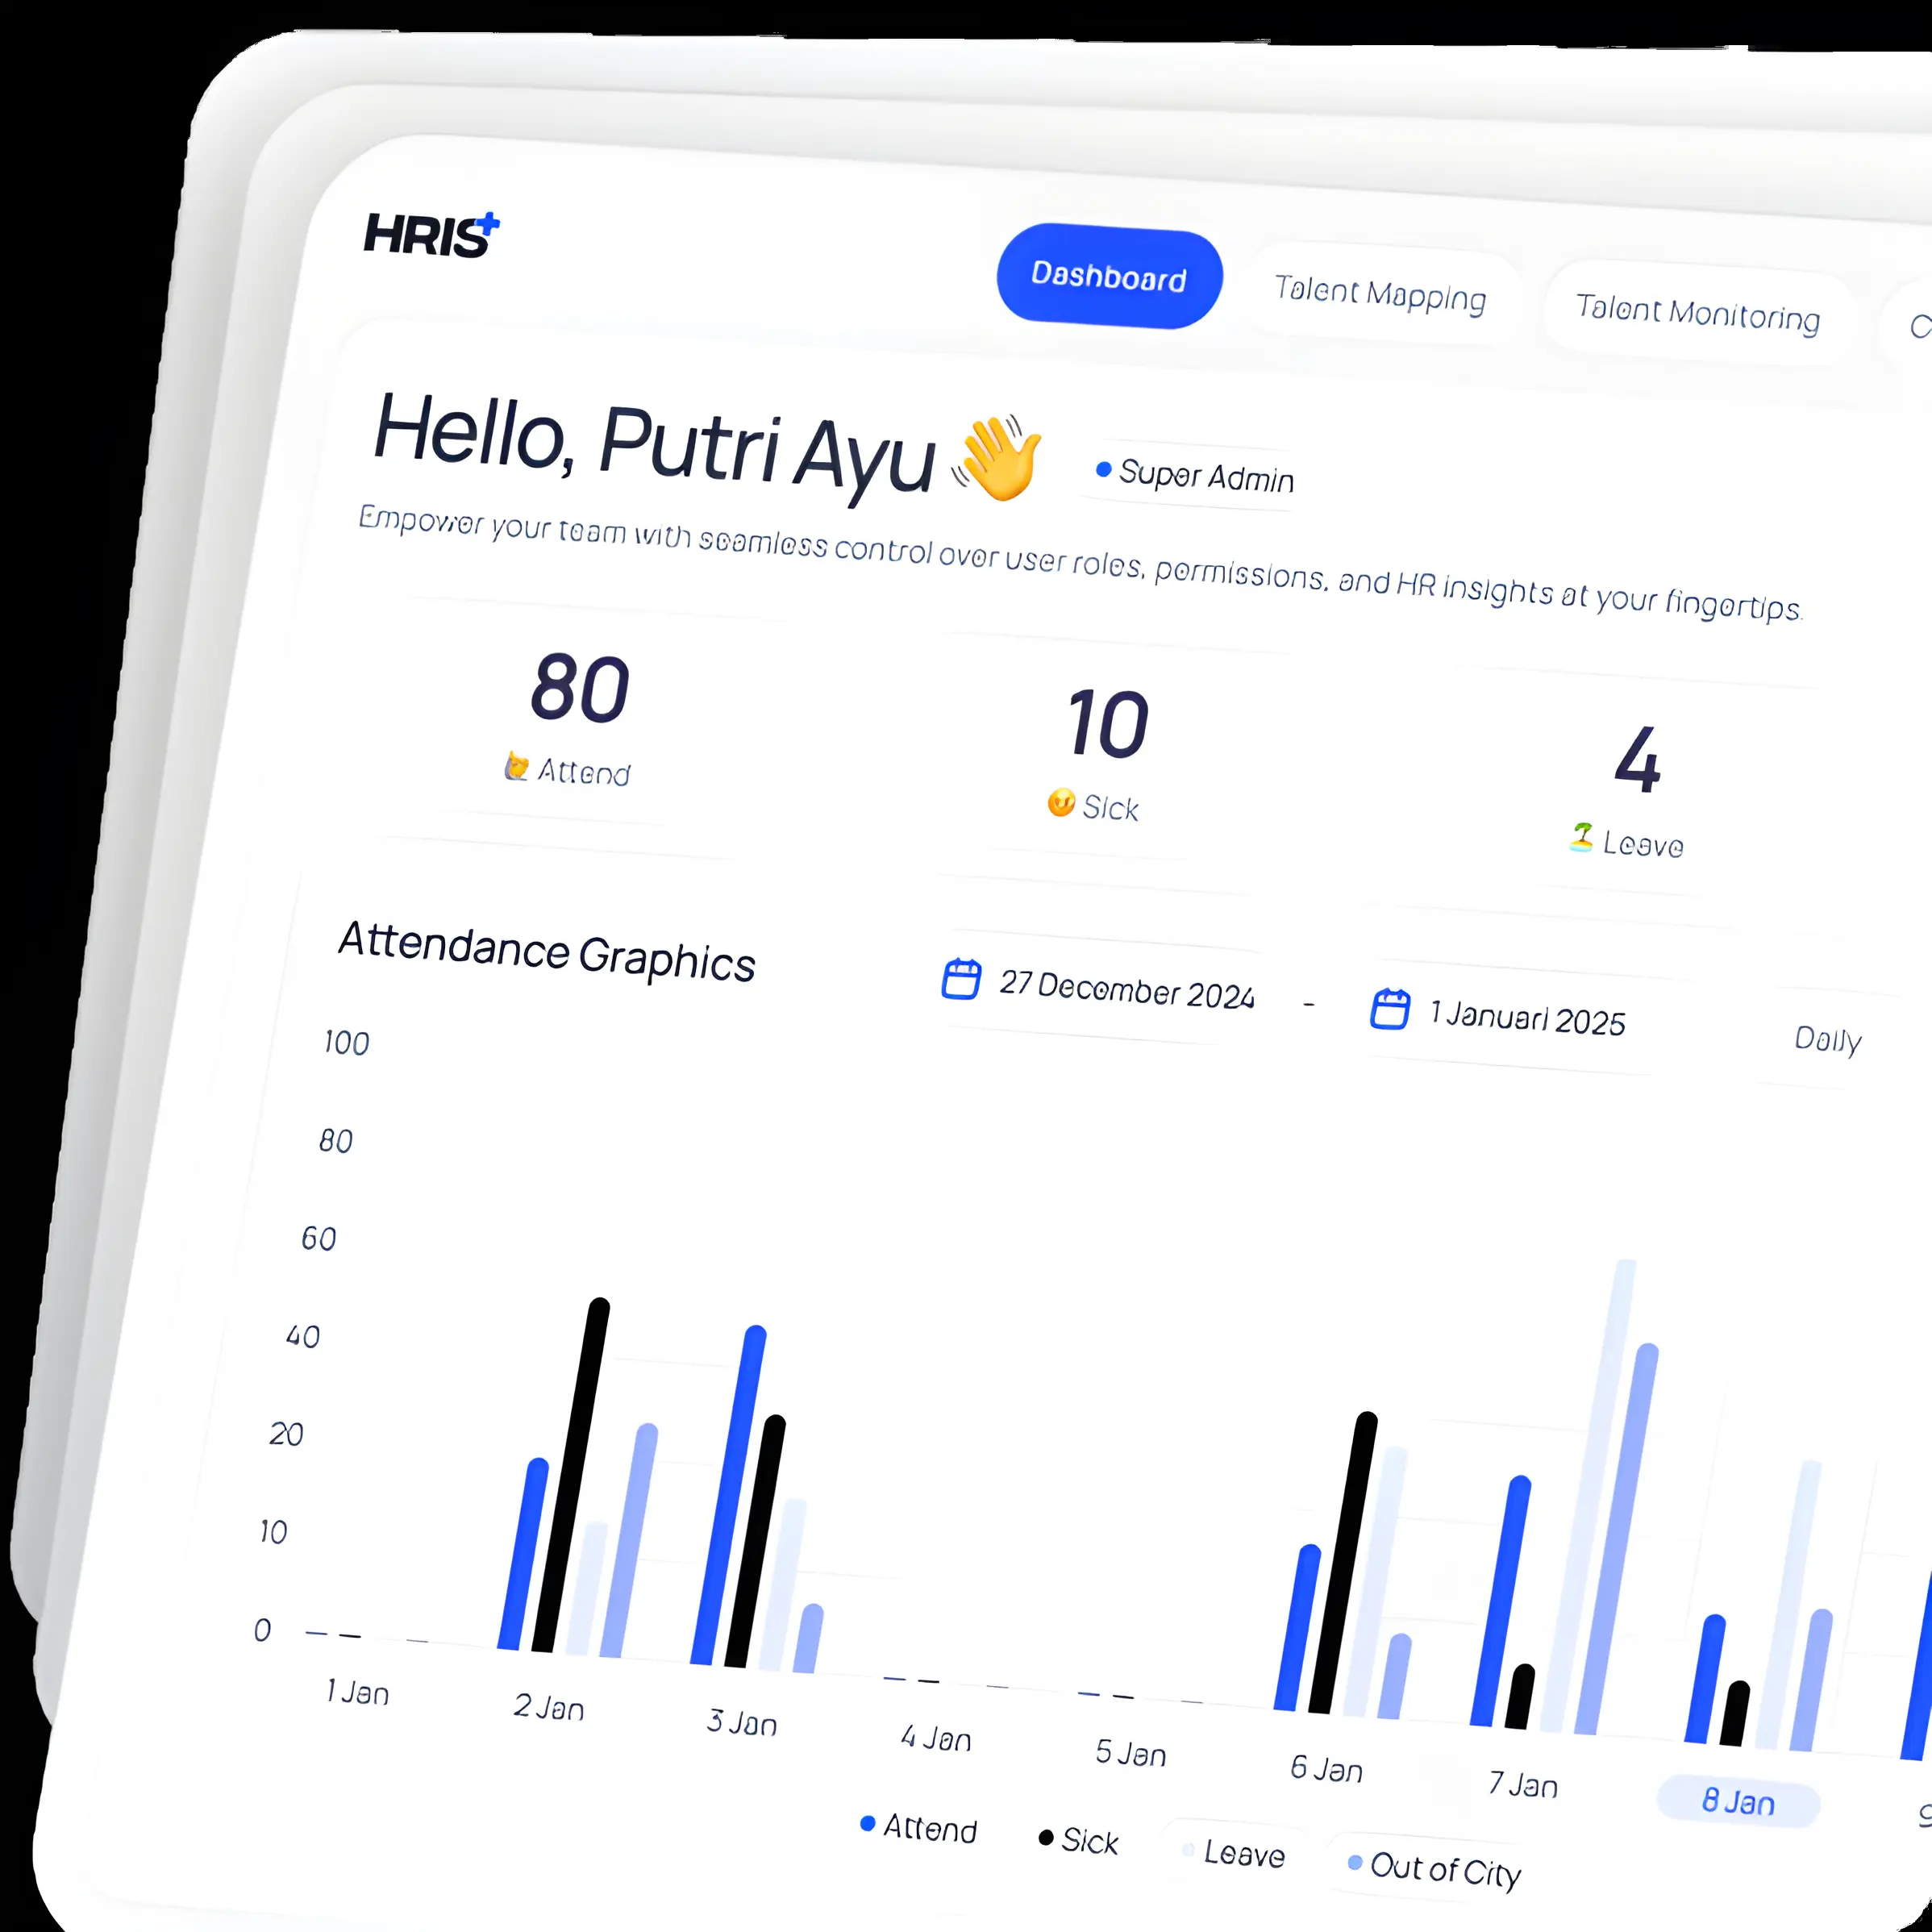 HRIS+
Dashboard
Talent Mapping
Talent Monitoring
Hello, Putri Ayu 👋
Super Admin
Empower your team with seamless control over user roles, permissions, and HR insights at your fingertips.
80
Attend
10
Sick
4
Leave
Attendance Graphics
27 December 2024 - 1 Januari 2025
Daily
100
80
60
40
20
10
0
1 Jan
2 Jan
3 Jan
4 Jan
5 Jan
6 Jan
7 Jan
8 Jan
Attend
Sick
Leave
Out of City